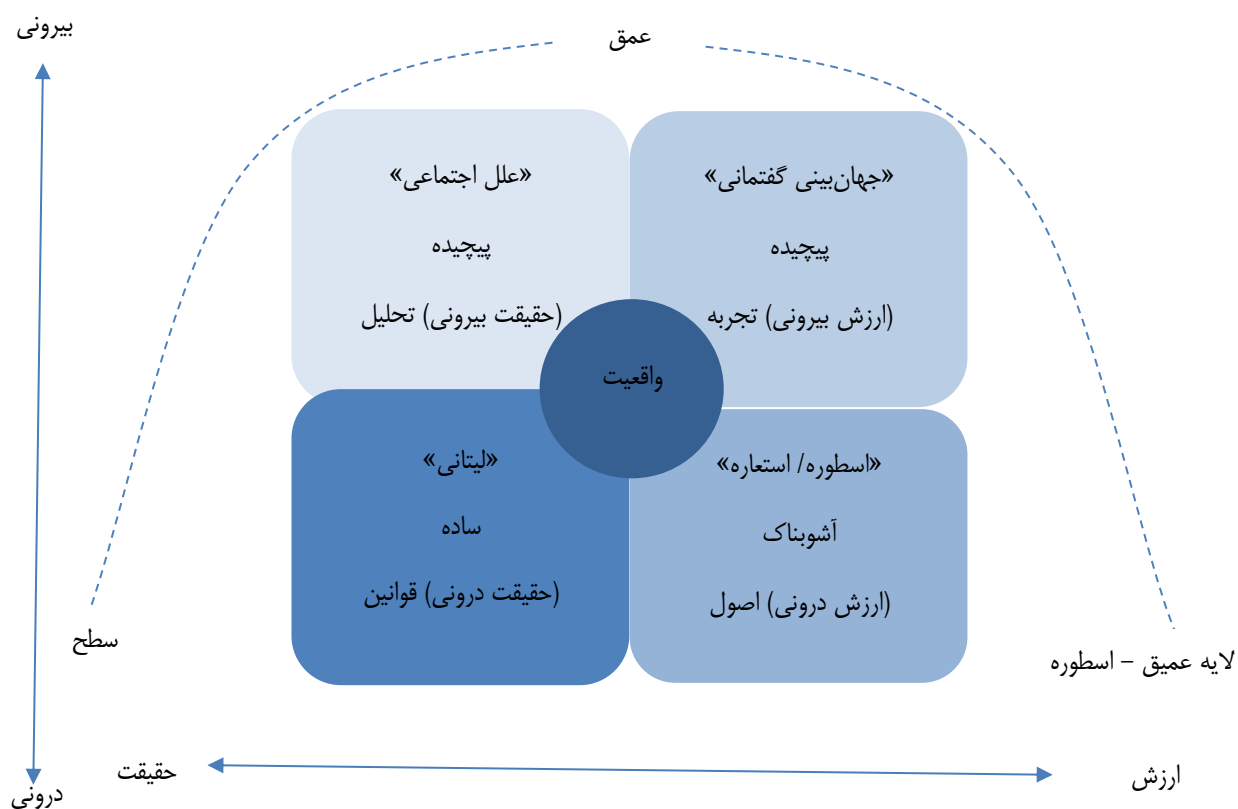 بیرونی
عمق
«جهان‌بینی گفتمانی»
پیچیده
(ارزش بیرونی) تجربه
«علل اجتماعی»
پیچیده
(حقیقت بیرونی) تحلیل
واقعیت
«اسطوره/ استعاره»
آشوبناک
(ارزش درونی) اصول
«لیتانی»
ساده
(حقیقت درونی) قوانین
لایه عمیق – اسطوره
سطح
ارزش
حقیقت
درونی